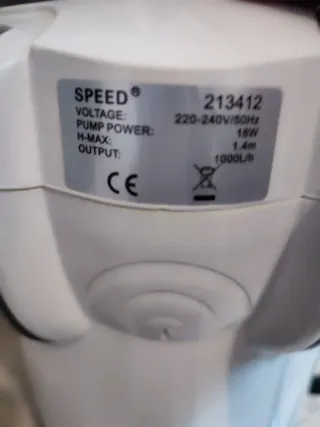 SPEED® 213412
VOLTAGE: 220-240V/50Hz
PUMP POWER: 18W
H-MAX: 1.4m
OUTPUT: 1000L/h
CE